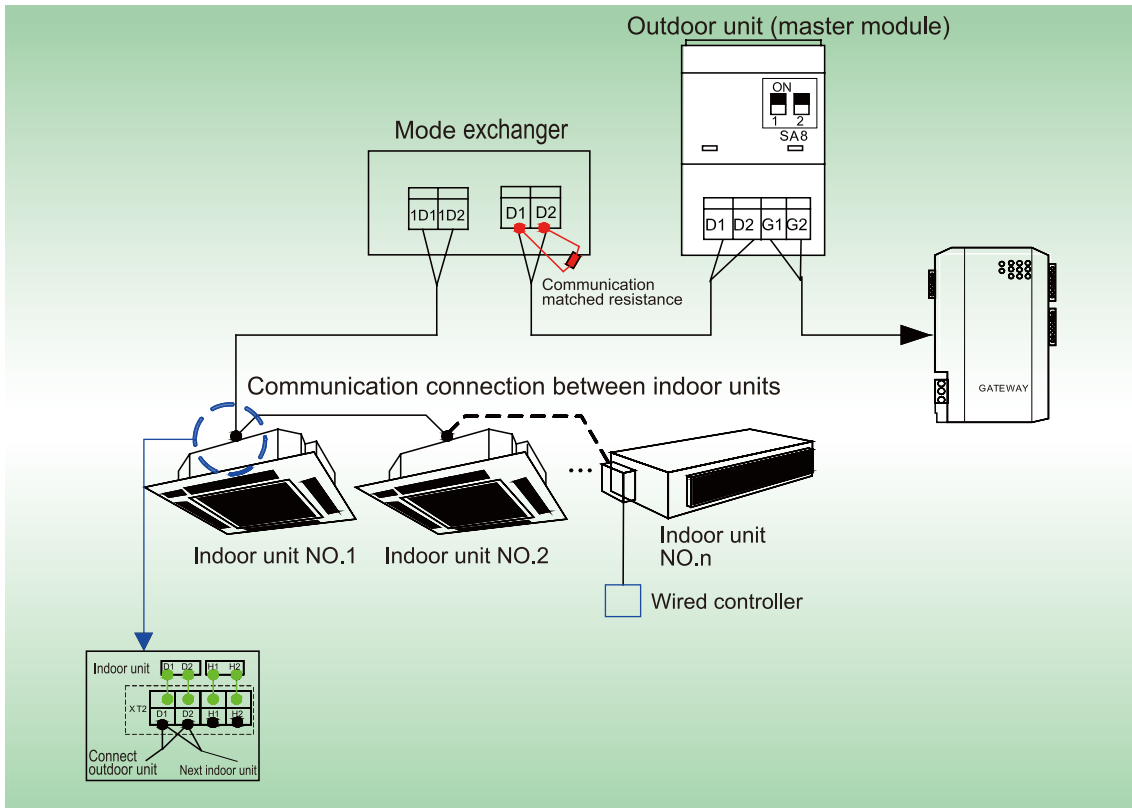 Outdoor unit (master module)
ON
1 2
SA8
Mode exchanger
1D1 1D2
D1 D2
D1 D2 G1 G2
Communication
matched resistance
GATEWAY
Communication connection between indoor units
...
Indoor unit NO.1
Indoor unit NO.2
Indoor unit
NO.n
Wired controller
Indoor unit
D1 D2 H1 H2
XT2
D1 D2 H1 H2
Connect
outdoor unit
Next indoor unit